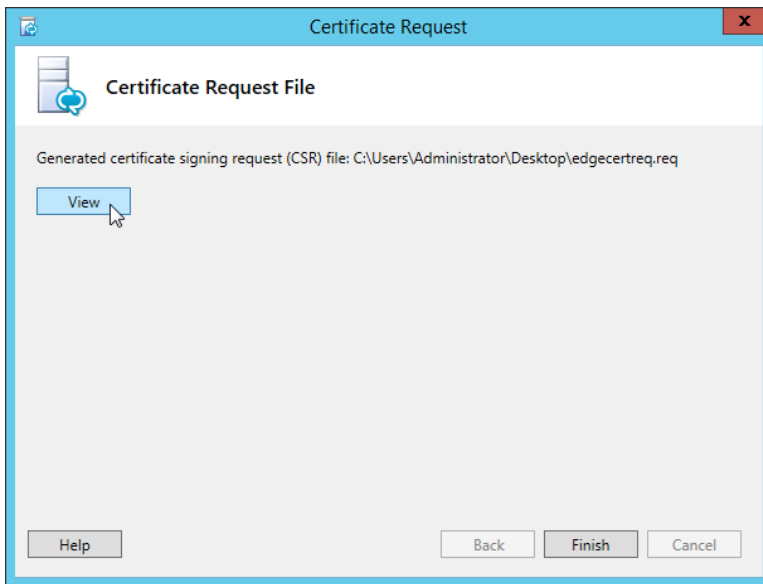 Certificate Request
x
Certificate Request File
Generated certificate signing request (CSR) file: C:\Users\Administrator\Desktop\edgecertreq.req
View
Help Back Finish Cancel